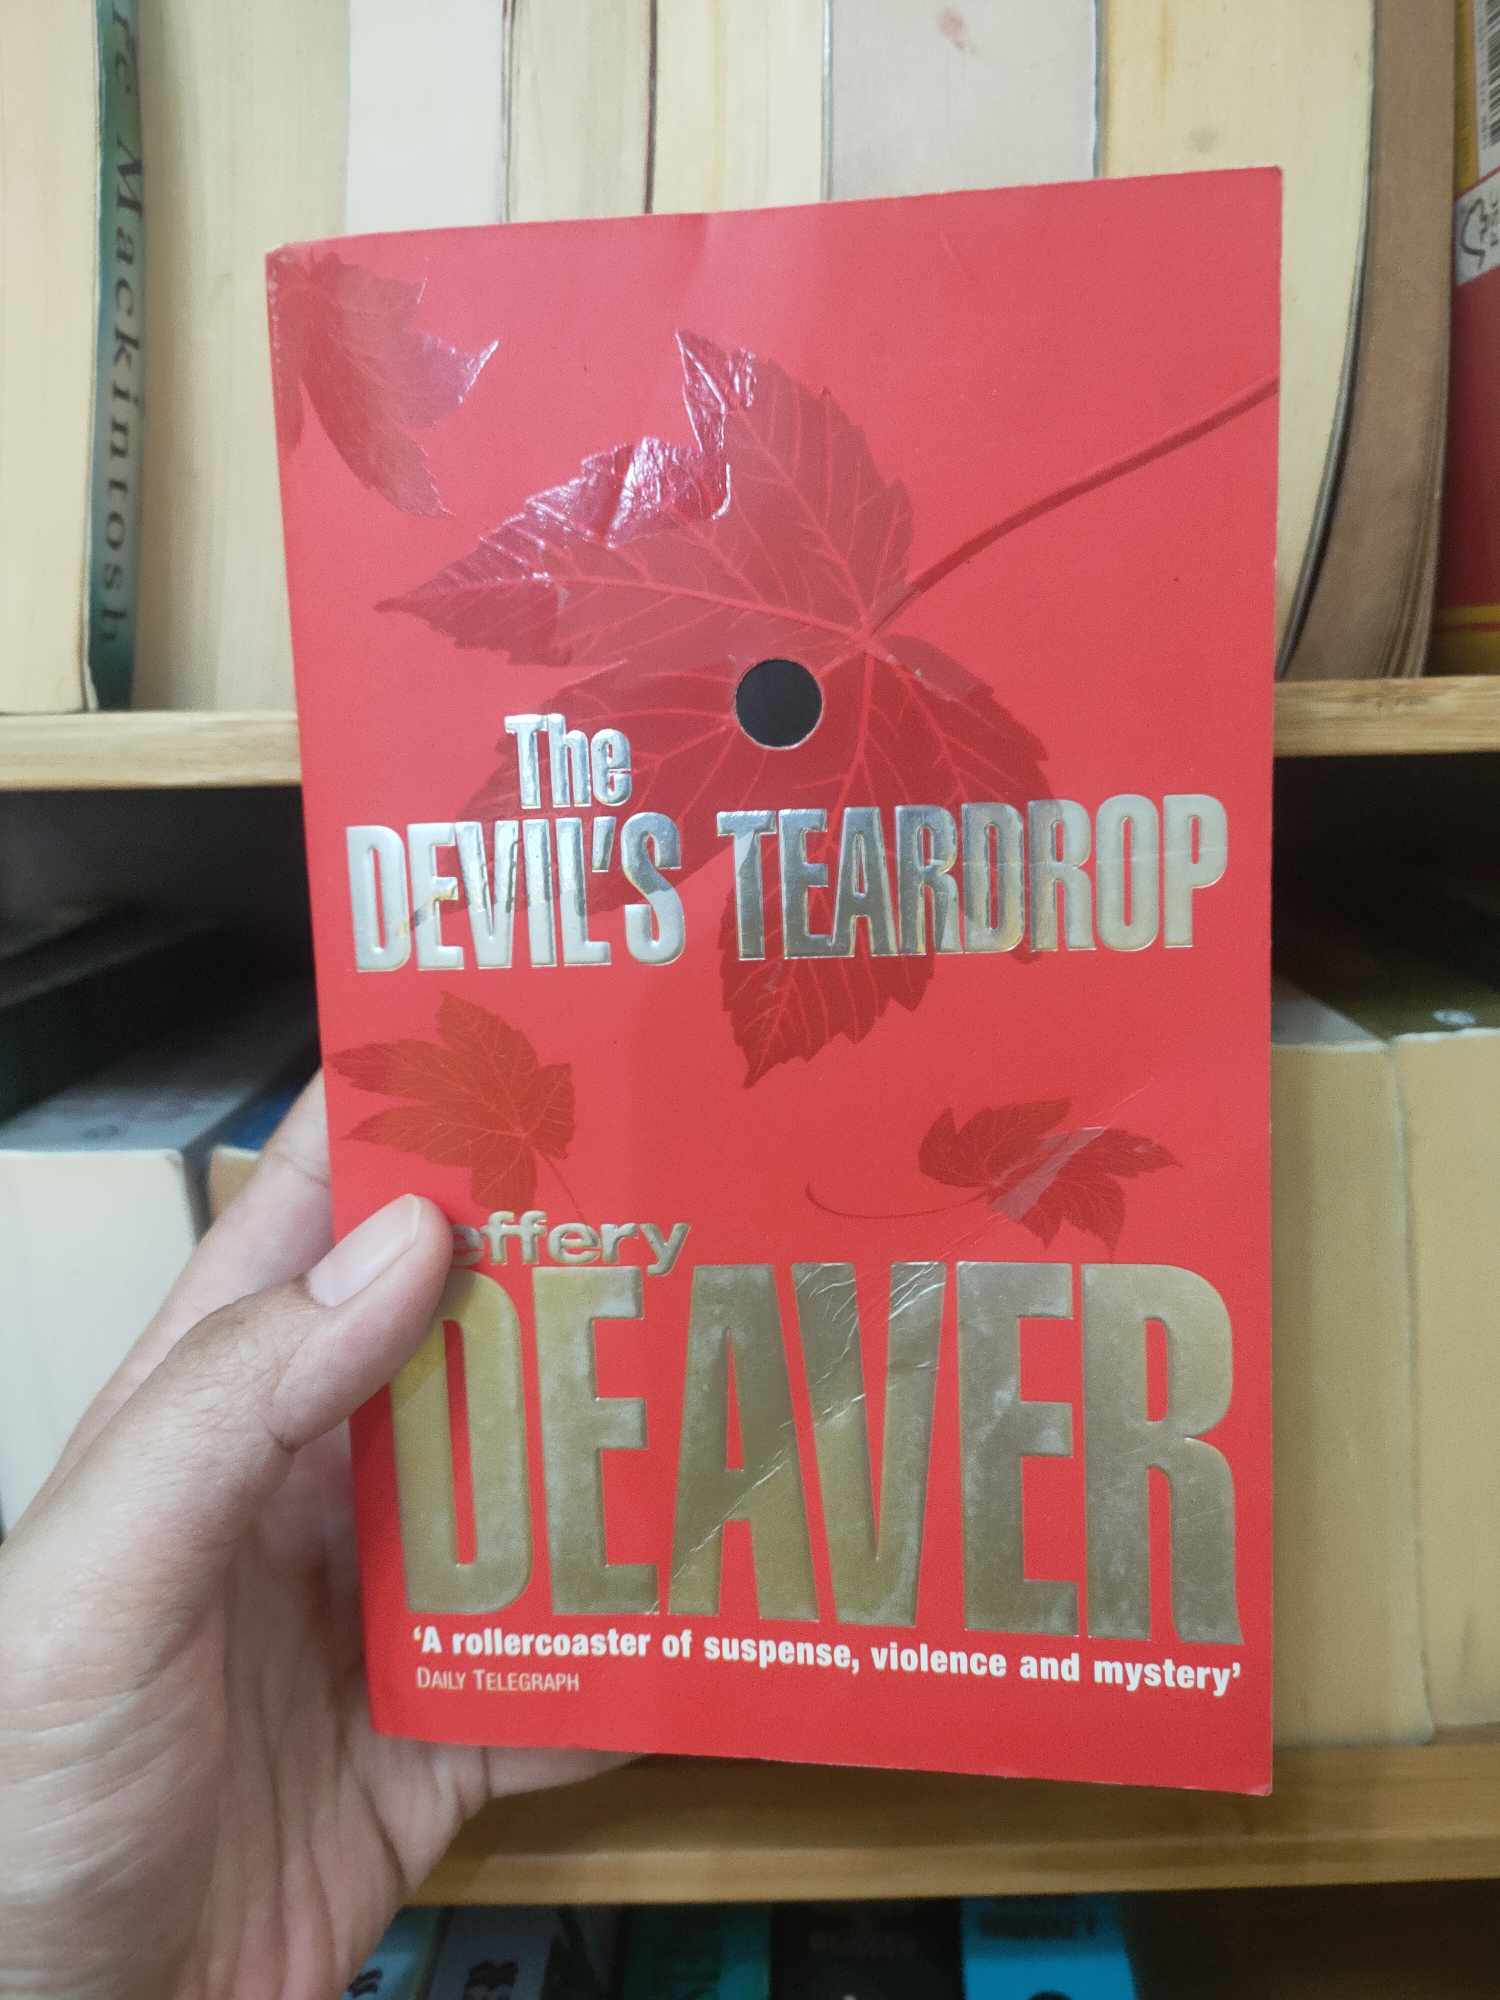 The
DEVIL'S TEARDROP
effery
DEAVER
'A rollercoaster of suspense, violence and mystery'
DAILY TELEGRAPH
Mackintosh